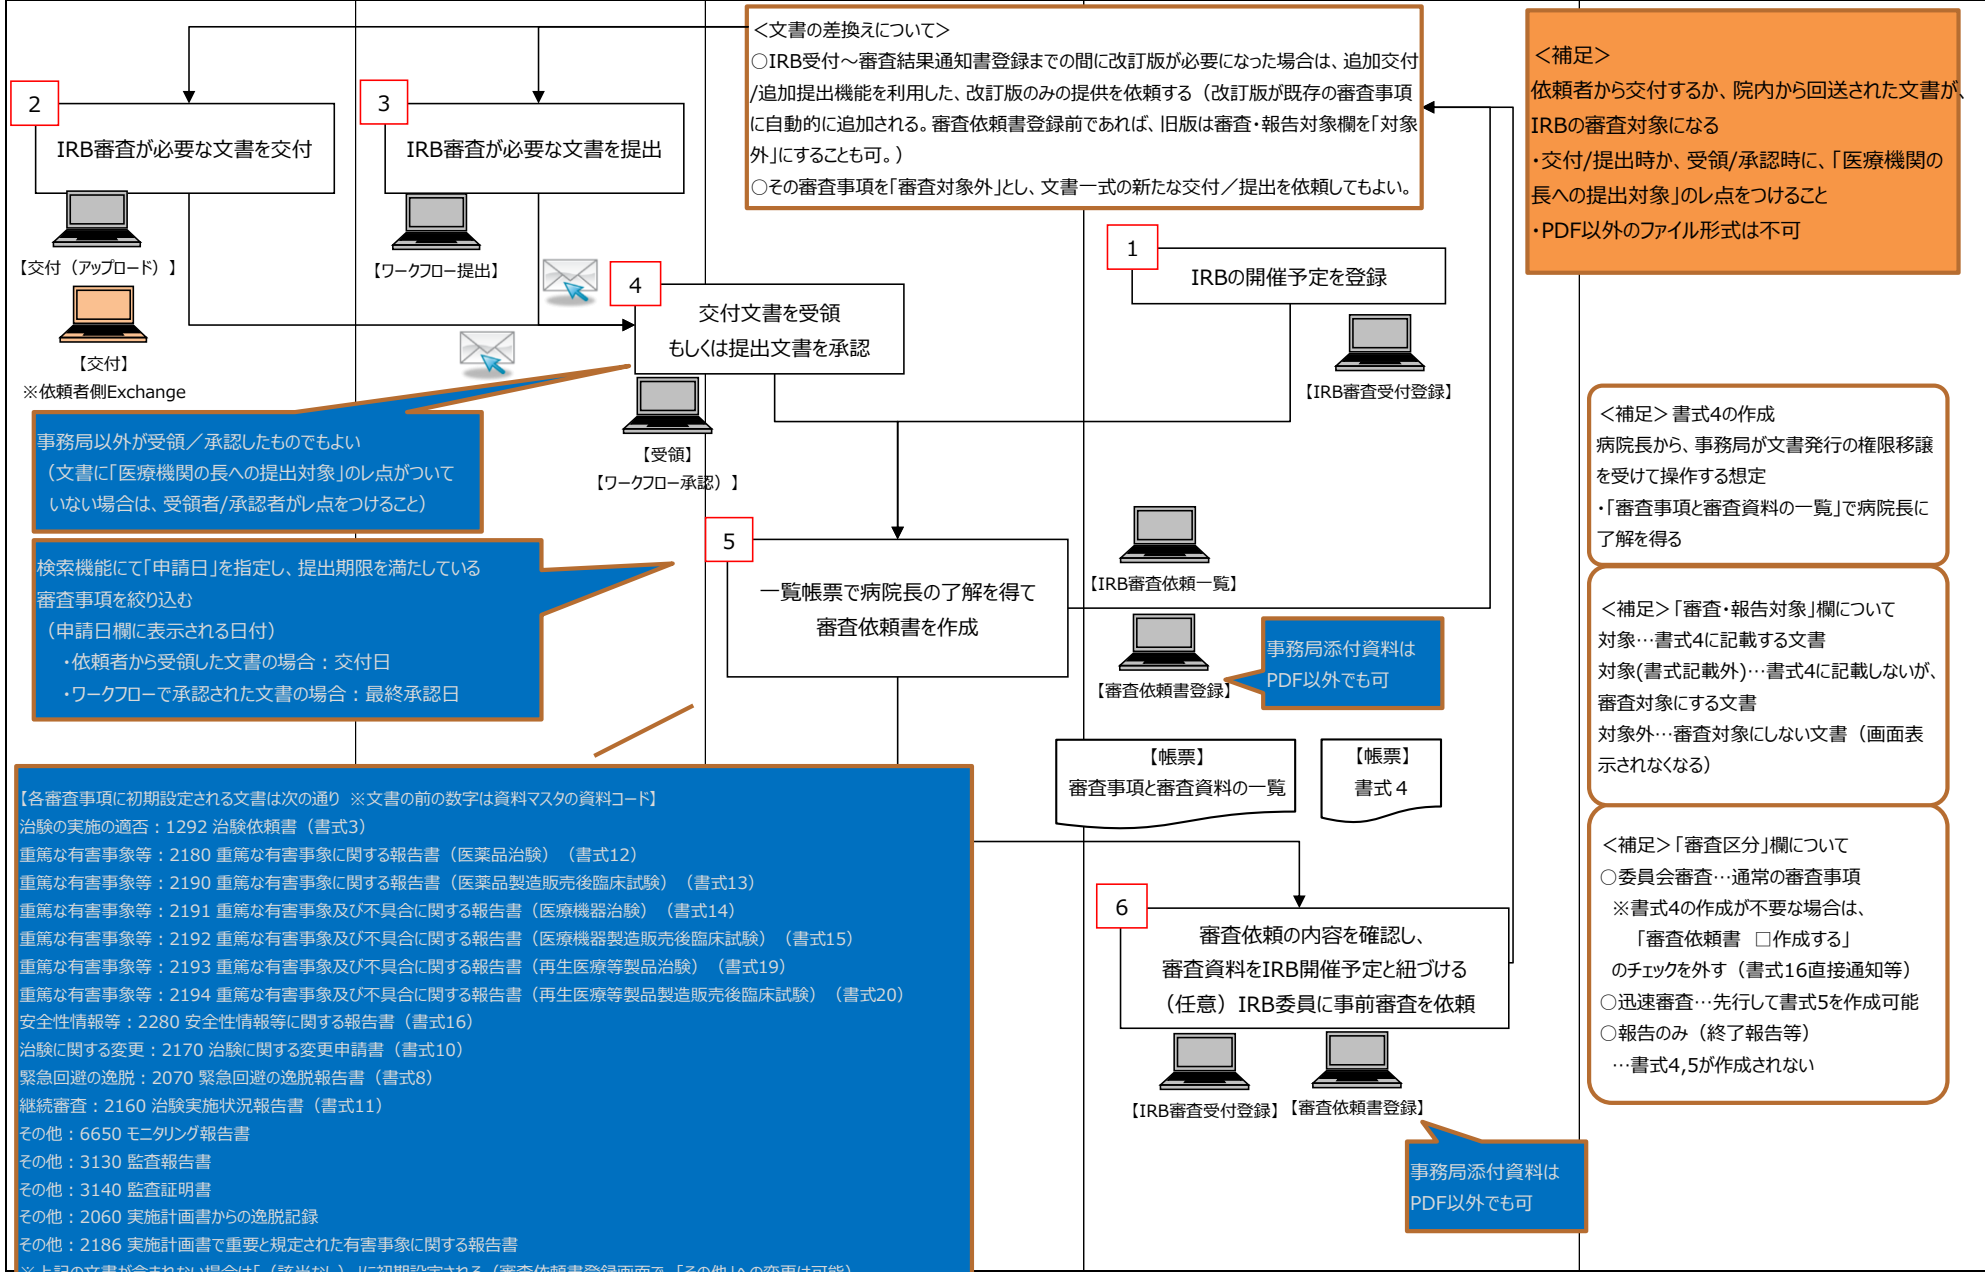 ＜文書の差換えについて＞
○IRB受付～審査結果通知書登録までの間に改訂版が必要になった場合は、追加交付
/追加提出機能を利用した、改訂版のみの提供を依頼する（改訂版が既存の審査事項
に自動的に追加される。審査依頼書登録前であれば、旧版は審査・報告対象欄を「対象
外」にすることも可。）
○その審査事項を「審査対象外」とし、文書一式の新たな交付／提出を依頼してもよい。
＜補足＞
依頼者から交付するか、院内から回送された文書が、
IRBの審査対象になる
・交付/提出時か、受領/承認時に、「医療機関の
長への提出対象」のレ点をつけること
・PDF以外のファイル形式は不可
2
IRB審査が必要な文書を交付
【交付（アップロード）】
【交付】
※依頼者側Exchange
3
IRB審査が必要な文書を提出
【ワークフロー提出】
1
IRBの開催予定を登録
【IRB審査受付登録】
4
交付文書を受領
もしくは提出文書を承認
【受領】
【ワークフロー承認）】
事務局以外が受領／承認したものでもよい
（文書に「医療機関の長への提出対象」のレ点がついて
いない場合は、受領者/承認者がレ点をつけること）
検索機能にて「申請日」を指定し、提出期限を満たしている
審査事項を絞り込む
（申請日欄に表示される日付）
・依頼者から受領した文書の場合：交付日
・ワークフローで承認された文書の場合：最終承認日
5
一覧帳票で病院長の了解を得て
審査依頼書を作成
【IRB審査依頼一覧】
【審査依頼書登録】
事務局添付資料は
PDF以外でも可
【帳票】
審査事項と審査資料の一覧
【帳票】
書式４
＜補足＞書式4の作成
病院長から、事務局が文書発行の権限移譲
を受けて操作する想定
・「審査事項と審査資料の一覧」で病院長に
了解を得る
＜補足＞「審査・報告対象」欄について
対象…書式4に記載する文書
対象(書式記載外)…書式4に記載しないが、
審査対象にする文書
対象外…審査対象にしない文書（画面表
示されなくなる）
＜補足＞「審査区分」欄について
○委員会審査…通常の審査事項
※書式4の作成が不要な場合は、
「審査依頼書　□作成する」
のチェックを外す（書式16直接通知等）
○迅速審査…先行して書式5を作成可能
○報告のみ（終了報告等）
…書式4,5が作成されない
【各審査事項に初期設定される文書は次の通り ※文書の前の数字は資料マスタの資料コード】
治験の実施の適否：1292 治験依頼書（書式3）
重篤な有害事象等：2180 重篤な有害事象に関する報告書（医薬品治験）（書式12）
重篤な有害事象等：2190 重篤な有害事象に関する報告書（医薬品製造販売後臨床試験）（書式13）
重篤な有害事象等：2191 重篤な有害事象及び不具合に関する報告書（医療機器治験）（書式14）
重篤な有害事象等：2192 重篤な有害事象及び不具合に関する報告書（医療機器製造販売後臨床試験）（書式15）
重篤な有害事象等：2193 重篤な有害事象及び不具合に関する報告書（再生医療等製品治験）（書式19）
重篤な有害事象等：2194 重篤な有害事象及び不具合に関する報告書（再生医療等製品製造販売後臨床試験）（書式20）
安全性情報等：2280 安全性情報等に関する報告書（書式16）
治験に関する変更：2170 治験に関する変更申請書（書式10）
緊急回避の逸脱：2070 緊急回避の逸脱報告書（書式8）
継続審査：2160 治験実施状況報告書（書式11）
その他：6650 モニタリング報告書
その他：3130 監査報告書
その他：3140 監査証明書
その他：2060 実施計画書からの逸脱記録
その他：2186 実施計画書で重要と規定された有害事象に関する報告書
※上記の文書が含まれない場合は「（該当なし）」に初期設定される（審査依頼書登録画面で、「その他」への変更は可能）
6
審査依頼の内容を確認し、
審査資料をIRB開催予定と紐づける
（任意）IRB委員に事前審査を依頼
【IRB審査受付登録】
【審査依頼書登録】
事務局添付資料は
PDF以外でも可